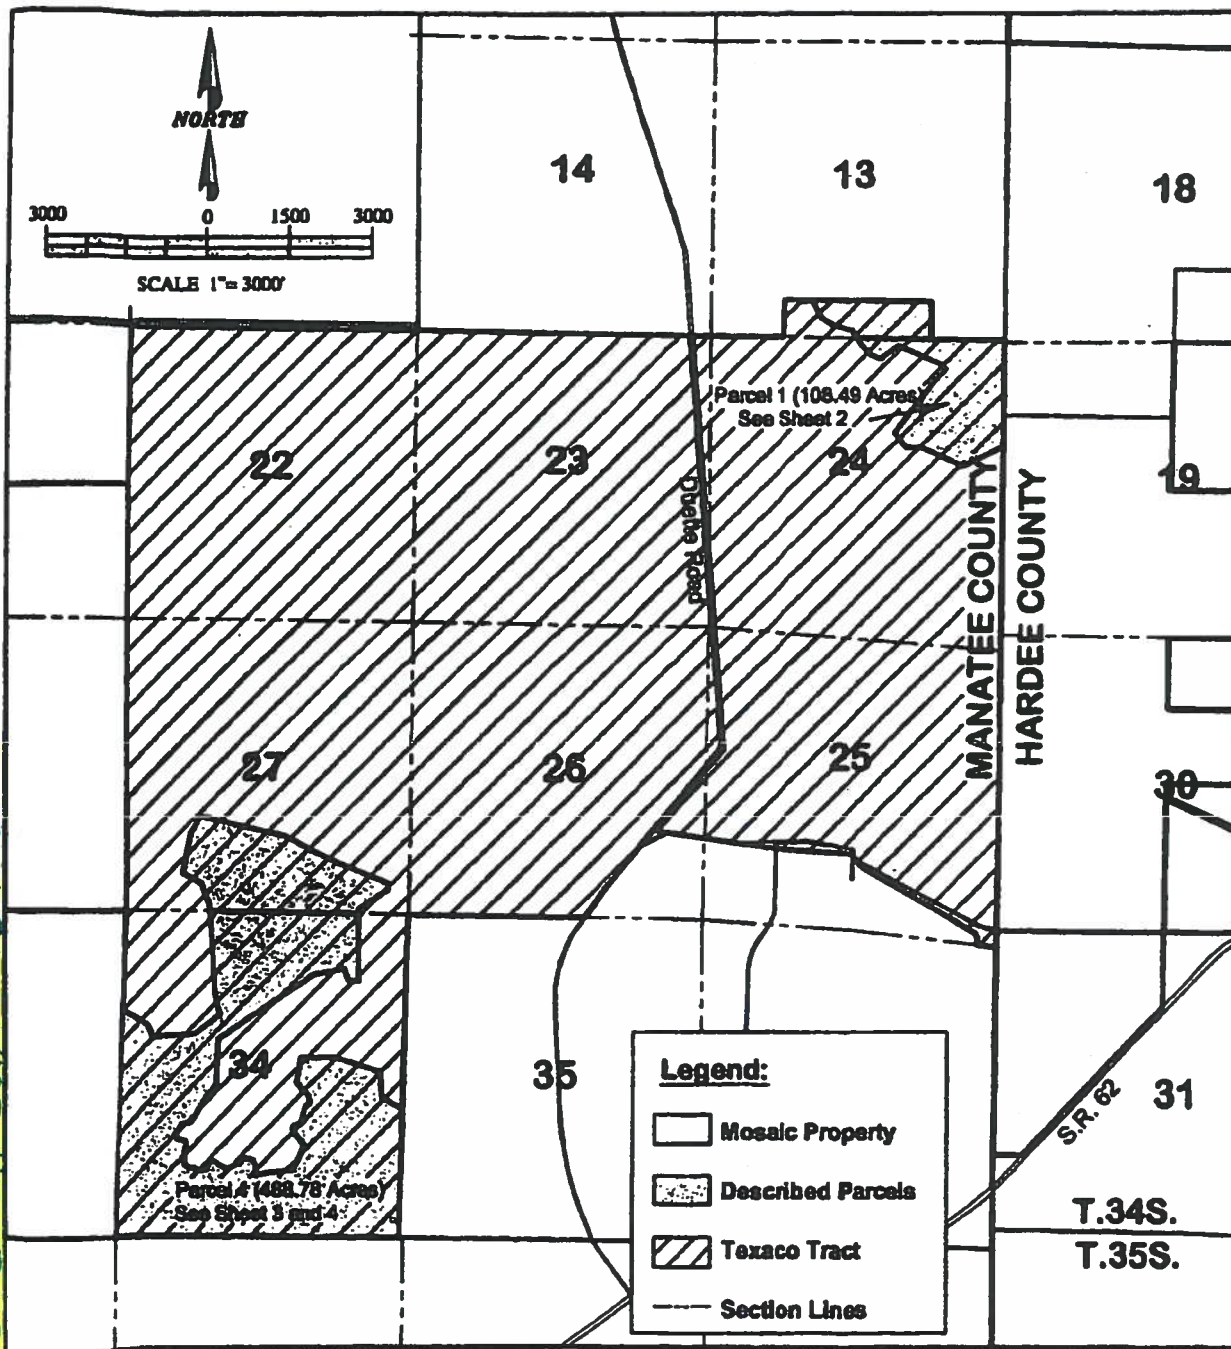 NORTH
3000 0 1500 3000
SCALE 1"= 3000'
14
13
18
Parcel 1 (108.49 Acres)
See Sheet 2
22
23
24
19
Duette Road
MANATEE COUNTY
HARDEE COUNTY
27
26
25
30
34
35
31
S.R. 62
Parcel 4 (488.78 Acres)
See Sheet 3 and 4
T.34S.
T.35S.
Legend:
Mosaic Property
Described Parcels
Texaco Tract
Section Lines